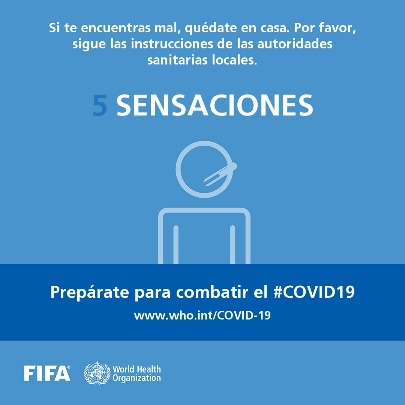 Si te encuentras mal, quédate en casa. Por favor,
sigue las instrucciones de las autoridades
sanitarias locales.
5 SENSACIONES
Prepárate para combatir el #COVID19
www.who.int/COVID-19
FIFA®
World Health
Organization